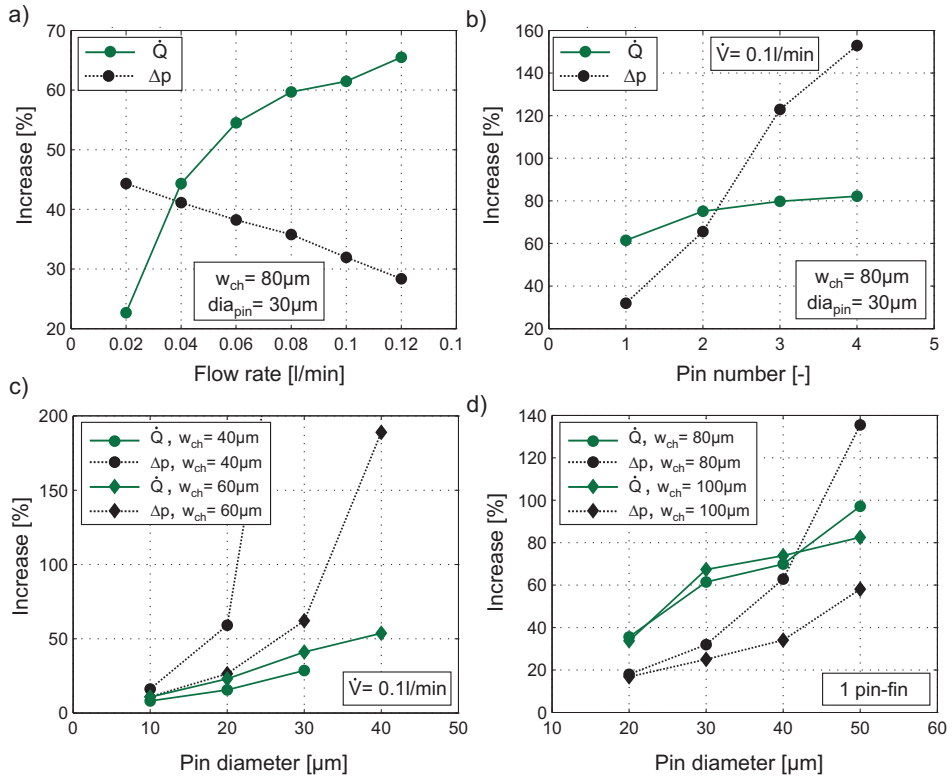 a)
70
60
50
40
30
20
Increase [%]
Q̇
Δp
w_ch= 80µm
dia_pin= 30µm
0 0.02 0.04 0.06 0.08 0.1 0.12 0.1
Flow rate [l/min]
b)
160
140
120
100
80
60
40
20
Increase [%]
Q̇
Δp
V̇= 0.1l/min
w_ch= 80µm
dia_pin= 30µm
0 1 2 3 4 5
Pin number [-]
c)
200
150
100
50
0
Increase [%]
Q̇ , w_ch= 40µm
Δp, w_ch= 40µm
Q̇ , w_ch= 60µm
Δp, w_ch= 60µm
V̇= 0.1l/min
0 10 20 30 40 50
Pin diameter [µm]
d)
140
120
100
80
60
40
20
0
Increase [%]
Q̇ , w_ch= 80µm
Δp, w_ch= 80µm
Q̇ , w_ch= 100µm
Δp, w_ch= 100µm
1 pin-fin
10 20 30 40 50 60
Pin diameter [µm]